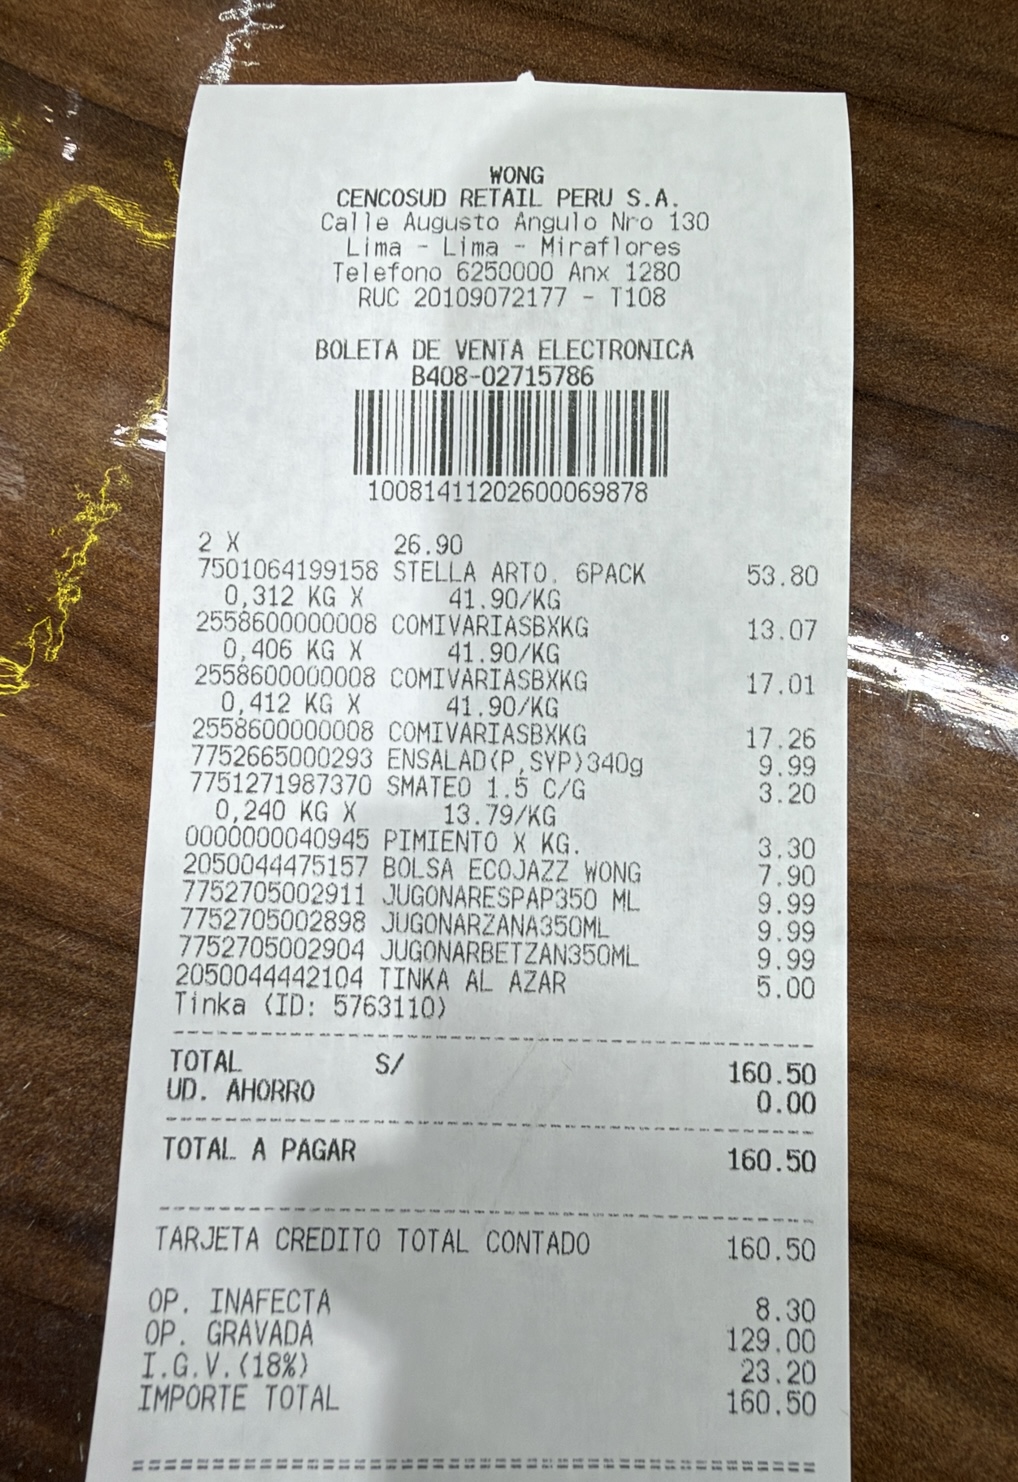 WONG
CENCOSUD RETAIL PERU S.A.
Calle Augusto Angulo Nro 130
Lima - Lima - Miraflores
Telefono 6250000 Anx 1280
RUC 20109072177 - T108
BOLETA DE VENTA ELECTRONICA
B408-02715786
10081411202600069878
2 X 26.90
7501064199158 STELLA ARTO. 6PACK 53.80
0,312 KG X 41.90/KG
2558600000008 COMIVARIASBXKG 13.07
0,406 KG X 41.90/KG
2558600000008 COMIVARIASBXKG 17.01
0,412 KG X 41.90/KG
2558600000008 COMIVARIASBXKG 17.26
7752665000293 ENSALAD(P,SYP)340g 9.99
7751271987370 SMATEO 1.5 C/G 3.20
0,240 KG X 13.79/KG
0000000040945 PIMIENTO X KG. 3.30
2050044475157 BOLSA ECOJAZZ WONG 7.90
7752705002911 JUGONARESPAP350 ML 9.99
7752705002898 JUGONARZANA350ML 9.99
7752705002904 JUGONARBETZAN350ML 9.99
2050044442104 TINKA AL AZAR 5.00
Tinka (ID: 5763110)
TOTAL S/ 160.50
UD. AHORRO 0.00
TOTAL A PAGAR 160.50
TARJETA CREDITO TOTAL CONTADO 160.50
OP. INAFECTA 8.30
OP. GRAVADA 129.00
I.G.V.(18%) 23.20
IMPORTE TOTAL 160.50